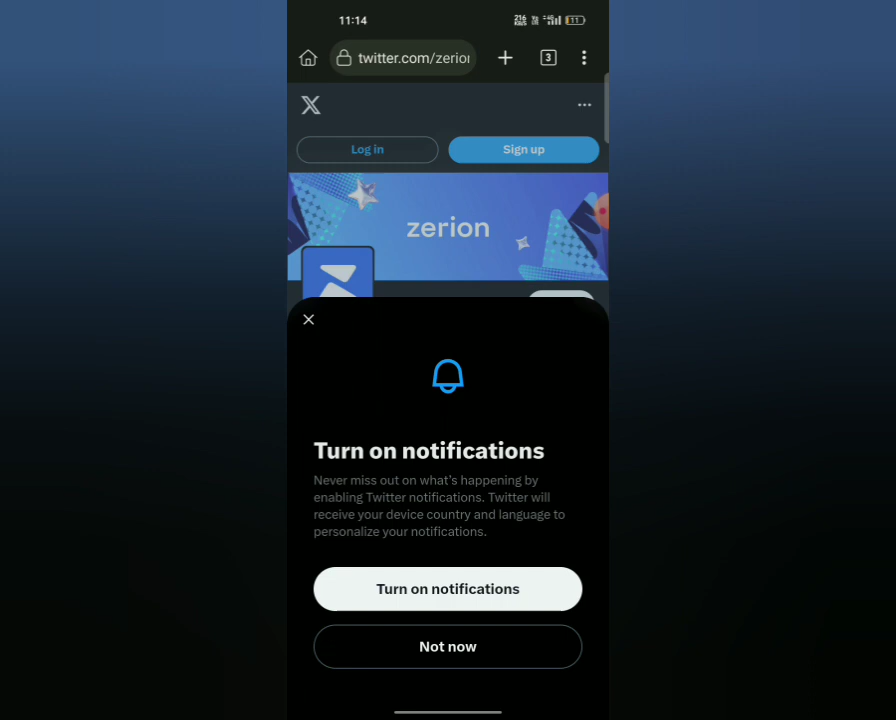 11:14
216
11
twitter.com/zerion
3
Log in
Sign up
zerion
Turn on notifications
Never miss out on what's happening by
enabling Twitter notifications. Twitter will
receive your device country and language to
personalize your notifications.
Turn on notifications
Not now